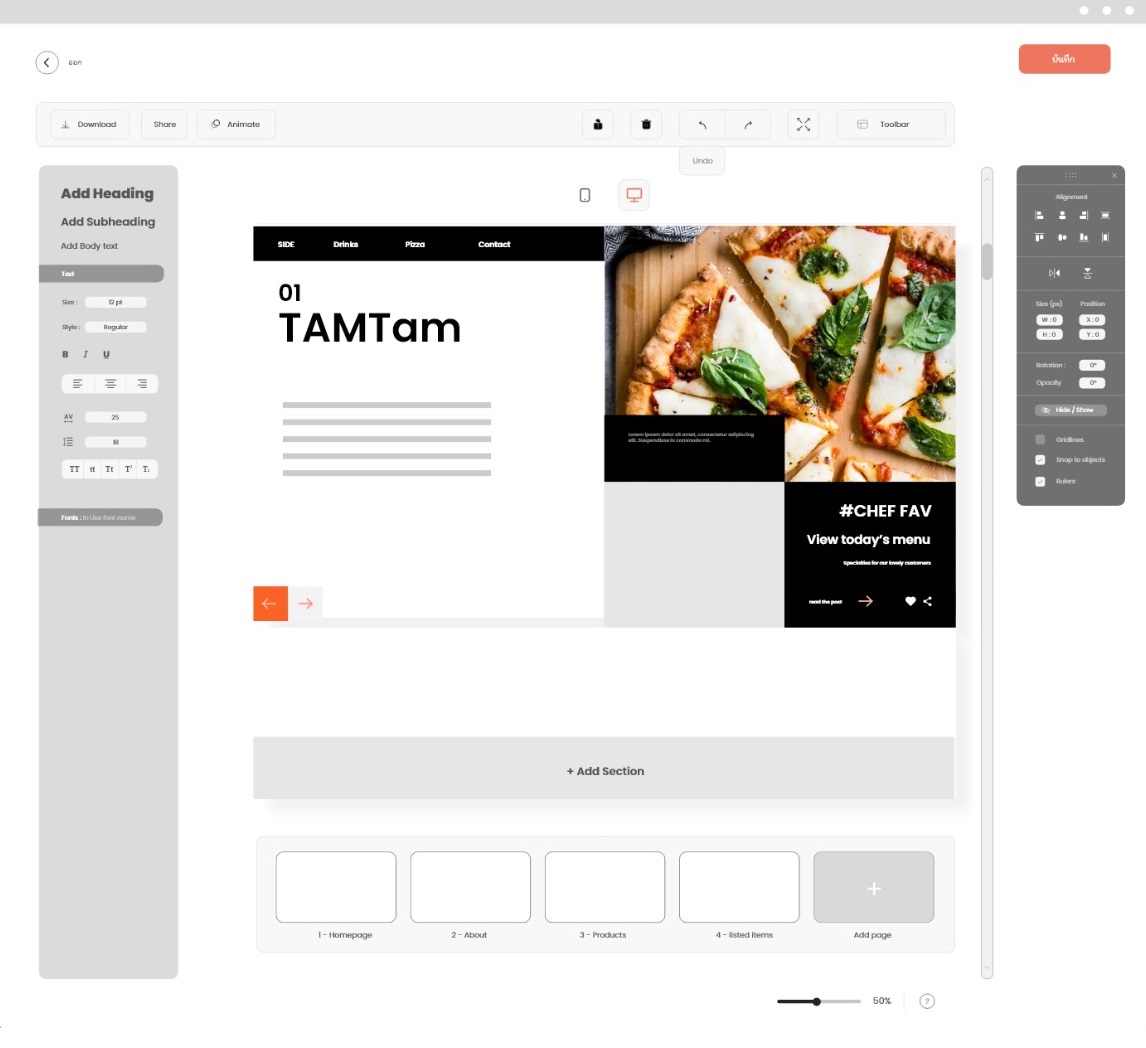 ออก
บันทึก
Download
Share
Animate
Toolbar
Undo
Add Heading
Add Subheading
Add Body text
Text
Size :
12 pt
Style :
Regular
B I U
AV
25
18
TT tt Tt T' T,
Fonts : In Use font name
SIDE
Drinks
Pizza
Contact
01
TAMTam
Lorem ipsum dolor sit amet, consectetur adipiscing
elit. Suspendisse in commodo mi.
#CHEF FAV
View today's menu
Specialties for our lovely customers
read the post
+ Add Section
1 - Homepage
2 - About
3 - Products
4 - listed items
Add page
50%
?
Alignment
Size (px)
Position
W : 0
X : 0
H : 0
Y : 0
Rotation :
0°
Opacity
0°
Hide / Show
Gridlines
Snap to objects
Rulers